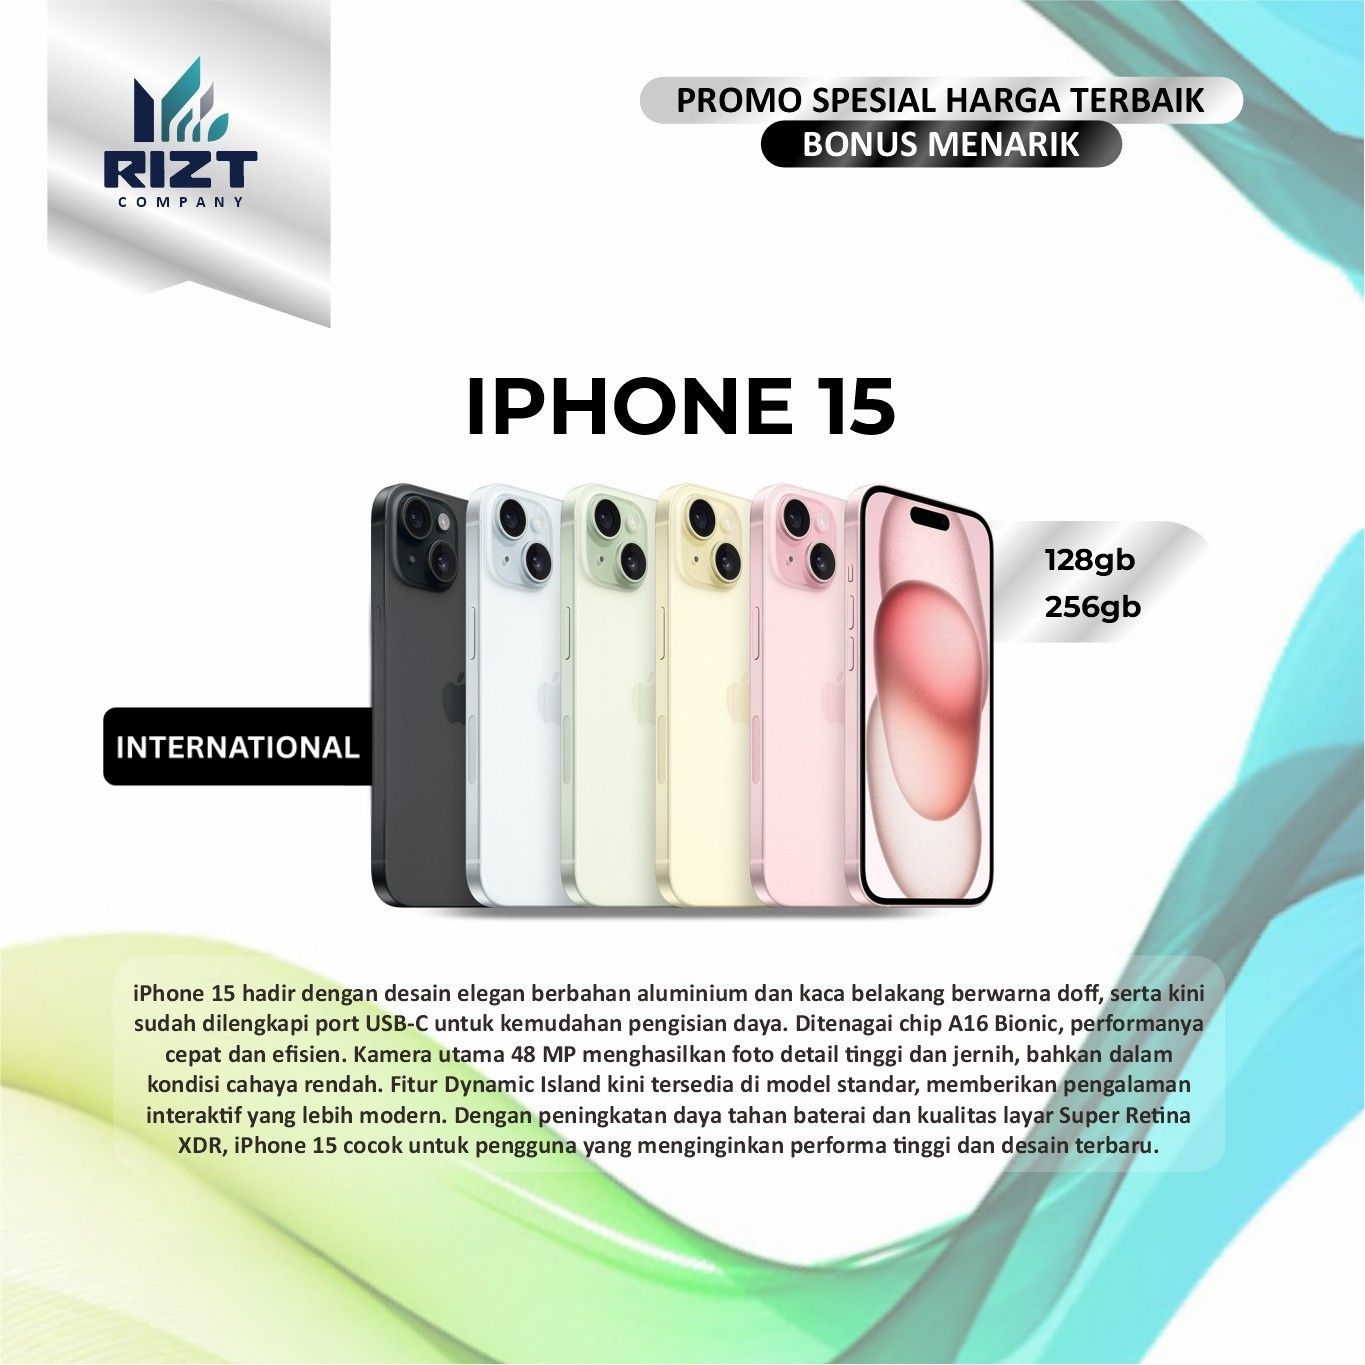 RIZT
COMPANY
PROMO SPESIAL HARGA TERBAIK
BONUS MENARIK
IPHONE 15
128gb
256gb
INTERNATIONAL
iPhone 15 hadir dengan desain elegan berbahan aluminium dan kaca belakang berwarna doff, serta kini
sudah dilengkapi port USB-C untuk kemudahan pengisian daya. Ditenagai chip A16 Bionic, performanya
cepat dan efisien. Kamera utama 48 MP menghasilkan foto detail tinggi dan jernih, bahkan dalam
kondisi cahaya rendah. Fitur Dynamic Island kini tersedia di model standar, memberikan pengalaman
interaktif yang lebih modern. Dengan peningkatan daya tahan baterai dan kualitas layar Super Retina
XDR, iPhone 15 cocok untuk pengguna yang menginginkan performa tinggi dan desain terbaru.